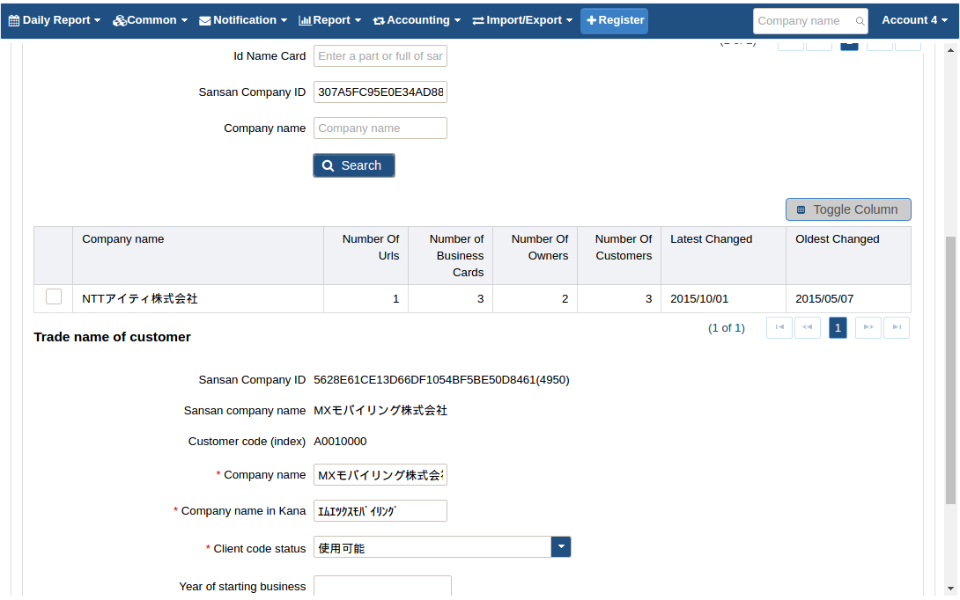 Daily Report Common Notification Report Accounting Import/Export Register Company name Account 4
Id Name Card Enter a part or full of sar
Sansan Company ID 307A5FC95E0E34AD88
Company name Company name
Search
Toggle Column
Company name Number Of Urls Number of Business Cards Number Of Owners Number Of Customers Latest Changed Oldest Changed
NTTアイティ株式会社 1 3 2 3 2015/10/01 2015/05/07
(1 of 1) 1
Trade name of customer
Sansan Company ID 5628E61CE13D66DF1054BF5BE50D8461(4950)
Sansan company name MXモバイリング株式会社
Customer code (index) A0010000
* Company name MXモバイリング株式会
* Company name in Kana ｴﾑｴツクスﾓﾊﾞｲﾘﾝｸﾞ
* Client code status 使用可能
Year of starting business